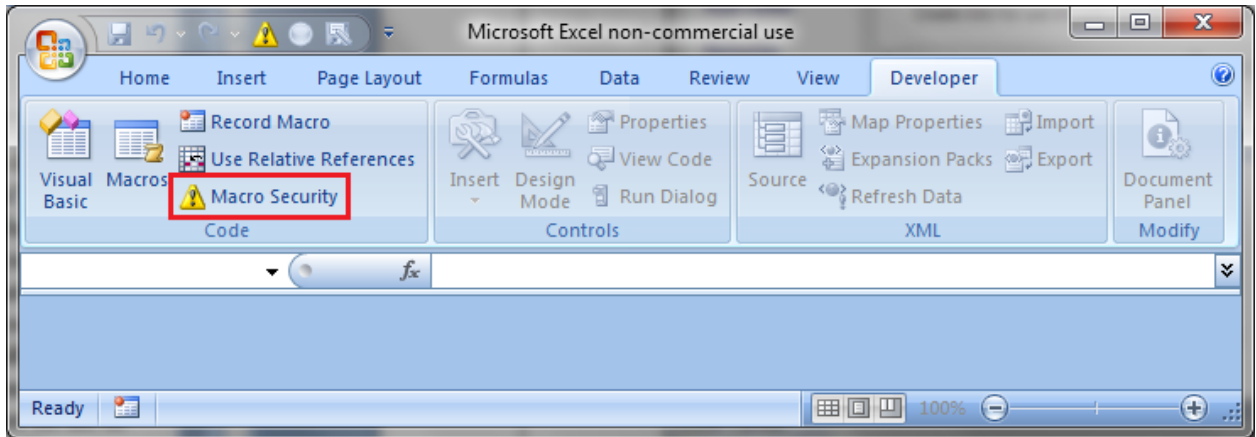 Microsoft Excel non-commercial use
Home Insert Page Layout Formulas Data Review View Developer
Visual Basic
Macros
Record Macro
Use Relative References
Macro Security
Code
Insert
Design Mode
Properties
View Code
Run Dialog
Controls
Source
Map Properties
Expansion Packs
Refresh Data
Import
Export
XML
Document Panel
Modify
fx
Ready
100%